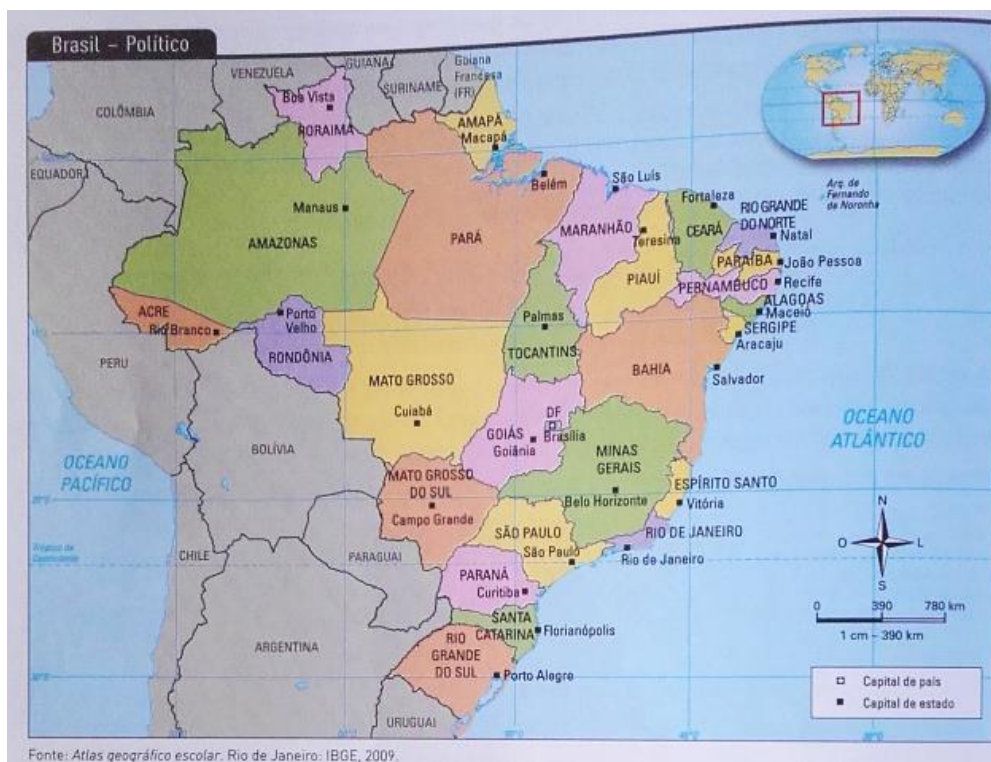 Brasil – Político
VENEZUELA
GUIANA
SURINAME
Guiana
Francesa
(FR)
COLÔMBIA
Boa Vista
RORAIMA
AMAPÁ
Macapá
EQUADOR
Manaus
AMAZONAS
PARÁ
Belém
São Luís
MARANHÃO
Teresina
PIAUÍ
Fortaleza
CEARÁ
RIO GRANDE
DO NORTE
Natal
Arq. de
Fernando
de Noronha
PARAÍBA
João Pessoa
PERNAMBUCO
Recife
ALAGOAS
Maceió
SERGIPE
Aracaju
ACRE
Rio Branco
Porto
Velho
RONDÔNIA
PERU
MATO GROSSO
Cuiabá
Palmas
TOCANTINS
BAHIA
Salvador
BOLÍVIA
GOIÁS
Goiânia
DF
Brasília
MINAS
GERAIS
Belo Horizonte
ESPÍRITO SANTO
Vitória
OCEANO
PACÍFICO
OCEANO
ATLÂNTICO
MATO GROSSO
DO SUL
Campo Grande
SÃO PAULO
São Paulo
RIO DE JANEIRO
Rio de Janeiro
CHILE
PARAGUAI
PARANÁ
Curitiba
SANTA
CATARINA
Florianópolis
ARGENTINA
RIO
GRANDE
DO SUL
Porto Alegre
URUGUAI
N
O
L
S
0 390 780 km
1 cm – 390 km
Capital de país
Capital de estado
Fonte: Atlas geográfico escolar. Rio de Janeiro: IBGE, 2009.